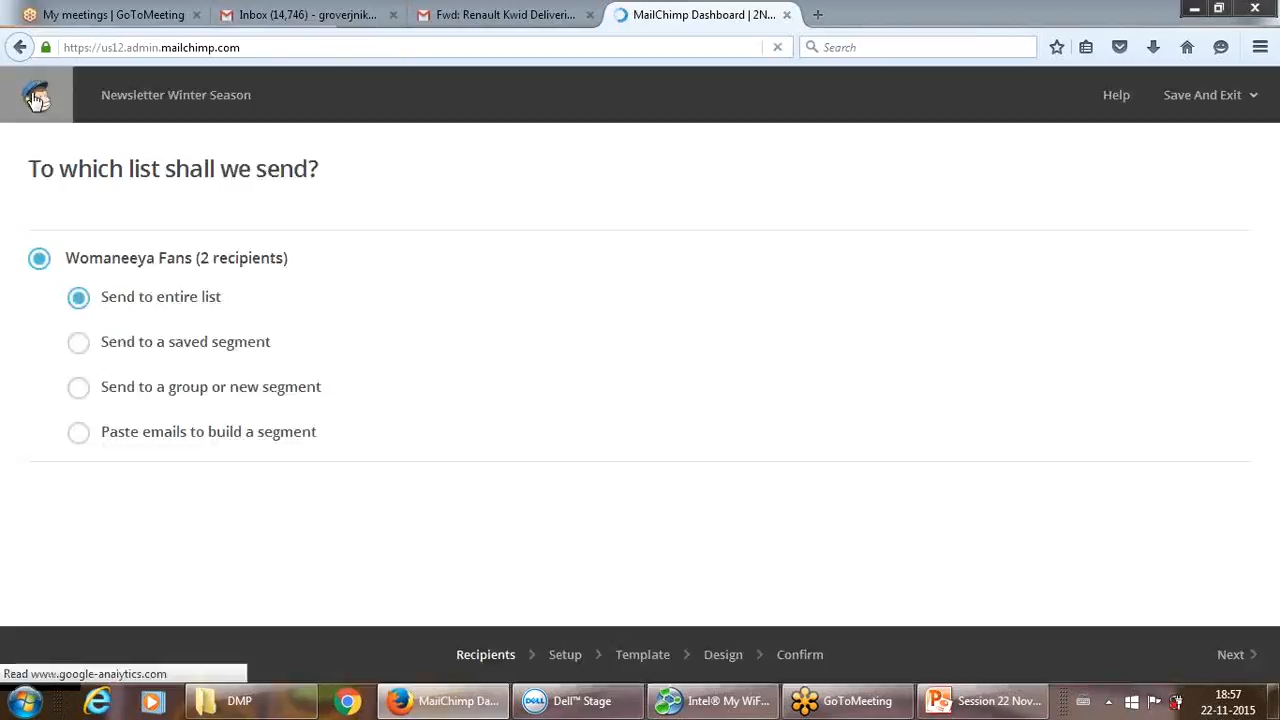 My meetings | GoToMeeting
Inbox (14,746) - groverjnik...
Fwd: Renault Kwid Deliveri...
MailChimp Dashboard | 2N...
https://us12.admin.mailchimp.com
Search
Newsletter Winter Season
Help
Save And Exit
To which list shall we send?
Womaneeya Fans (2 recipients)
Send to entire list
Send to a saved segment
Send to a group or new segment
Paste emails to build a segment
Recipients
Setup
Template
Design
Confirm
Next
Read www.google-analytics.com
DMP
MailChimp Da...
DELL
Dell Stage
Intel® My WiF...
GoToMeeting
Session 22 Nov...
18:57
22-11-2015